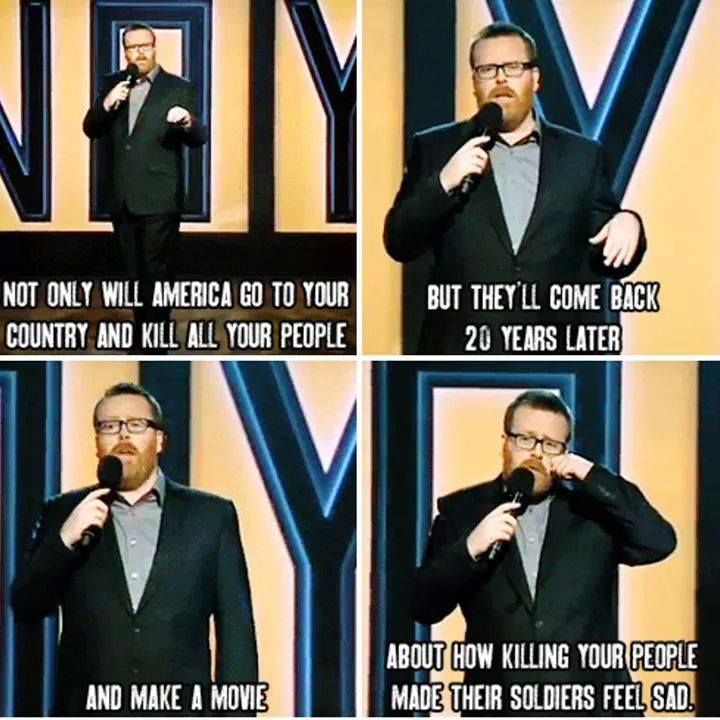 NOT ONLY WILL AMERICA GO TO YOUR
COUNTRY AND KILL ALL YOUR PEOPLE
BUT THEY'LL COME BACK
20 YEARS LATER
AND MAKE A MOVIE
ABOUT HOW KILLING YOUR PEOPLE
MADE THEIR SOLDIERS FEEL SAD.